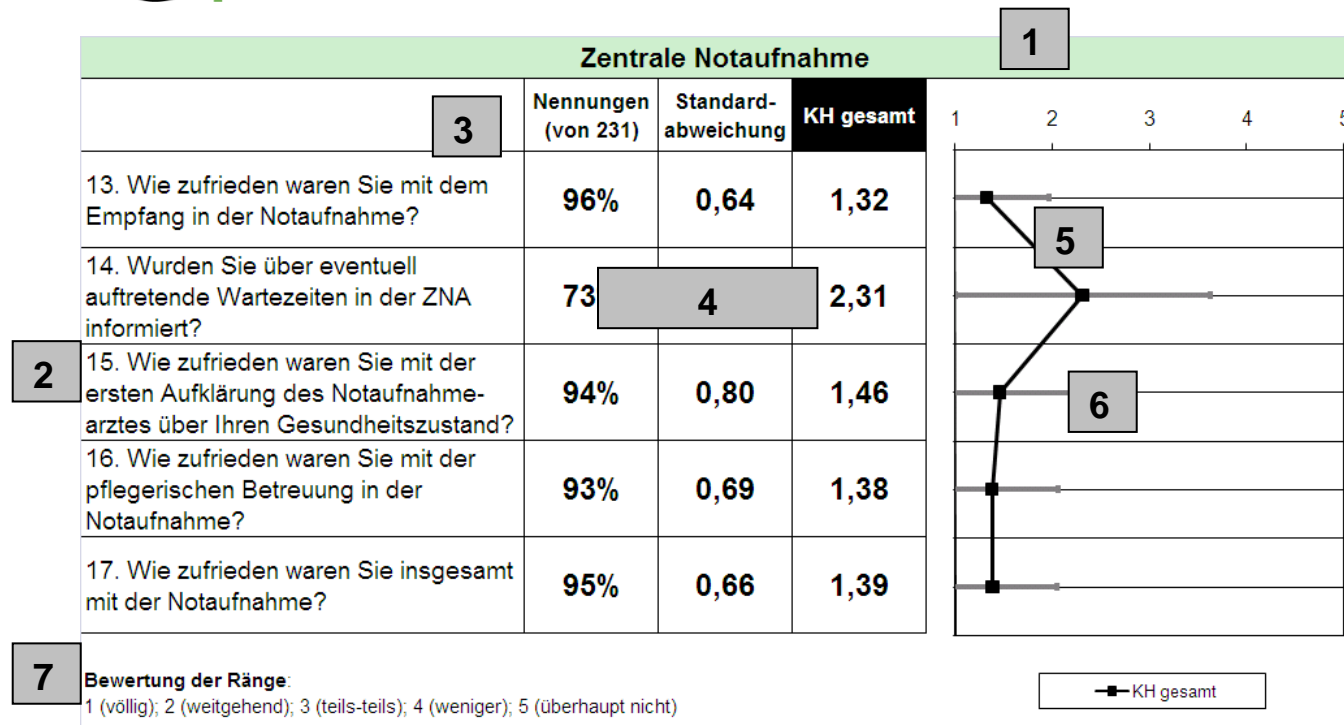 Zentrale Notaufnahme
1
3
Nennungen
(von 231)
Standard-
abweichung
KH gesamt
1 2 3 4 5
13. Wie zufrieden waren Sie mit dem
Empfang in der Notaufnahme?
96% 0,64 1,32
5
14. Wurden Sie über eventuell
auftretende Wartezeiten in der ZNA
informiert?
73 4 2,31
2
15. Wie zufrieden waren Sie mit der
ersten Aufklärung des Notaufnahme-
arztes über Ihren Gesundheitszustand?
94% 0,80 1,46
6
16. Wie zufrieden waren Sie mit der
pflegerischen Betreuung in der
Notaufnahme?
93% 0,69 1,38
17. Wie zufrieden waren Sie insgesamt
mit der Notaufnahme?
95% 0,66 1,39
7
Bewertung der Ränge:
1 (völlig); 2 (weitgehend); 3 (teils-teils); 4 (weniger); 5 (überhaupt nicht)
KH gesamt